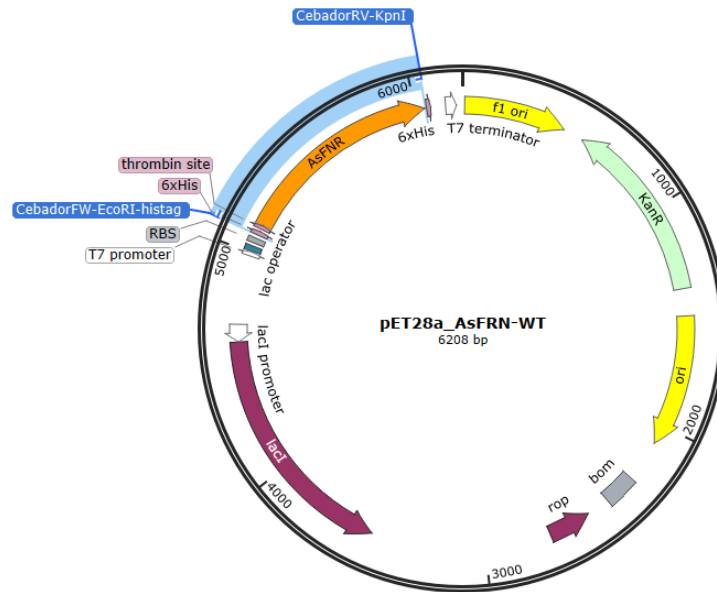 CebadorRV-KpnI
6000
f1 ori
AsFNR
6xHis
T7 terminator
thrombin site
6xHis
CebadorFW-EcoRI-histag
RBS
T7 promoter
5000
lac operator
1000
KanR
pET28a_AsFRN-WT
6208 bp
lacI promoter
ori
lacI
2000
bom
rop
4000
3000